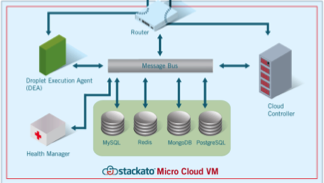 Router
Message Bus
Droplet Execution Agent
(DEA)
Cloud
Controller
MySQL
Redis
MongoDB
PostgreSQL
Health Manager
stackato Micro Cloud VM